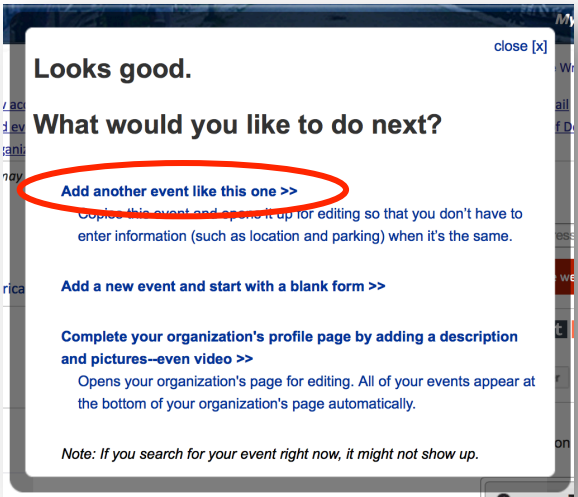 My
close [x]
Looks good.
What would you like to do next?
Add another event like this one >>
Copies this event and opens it up for editing so that you don't have to
enter information (such as location and parking) when it's the same.
Add a new event and start with a blank form >>
Complete your organization's profile page by adding a description
and pictures--even video >>
Opens your organization's page for editing. All of your events appear at
the bottom of your organization's page automatically.
Note: If you search for your event right now, it might not show up.